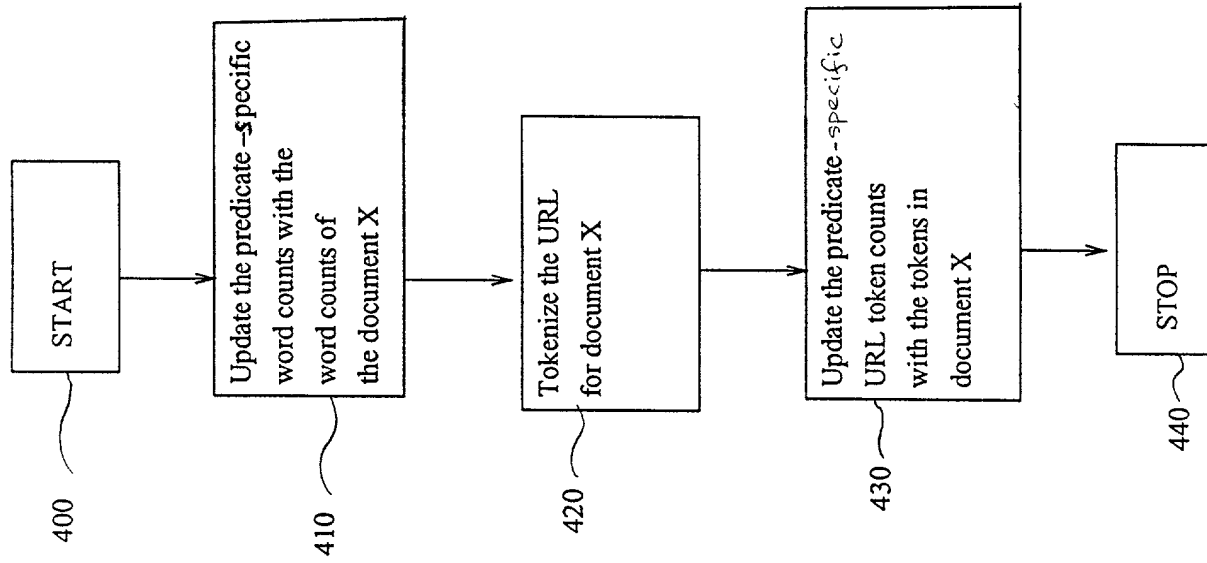 START
400
Update the predicate-specific
word counts with the
word counts of
the document X
410
Tokenize the URL
for document X
420
Update the predicate-specific
URL token counts
with the tokens in
document X
430
STOP
440